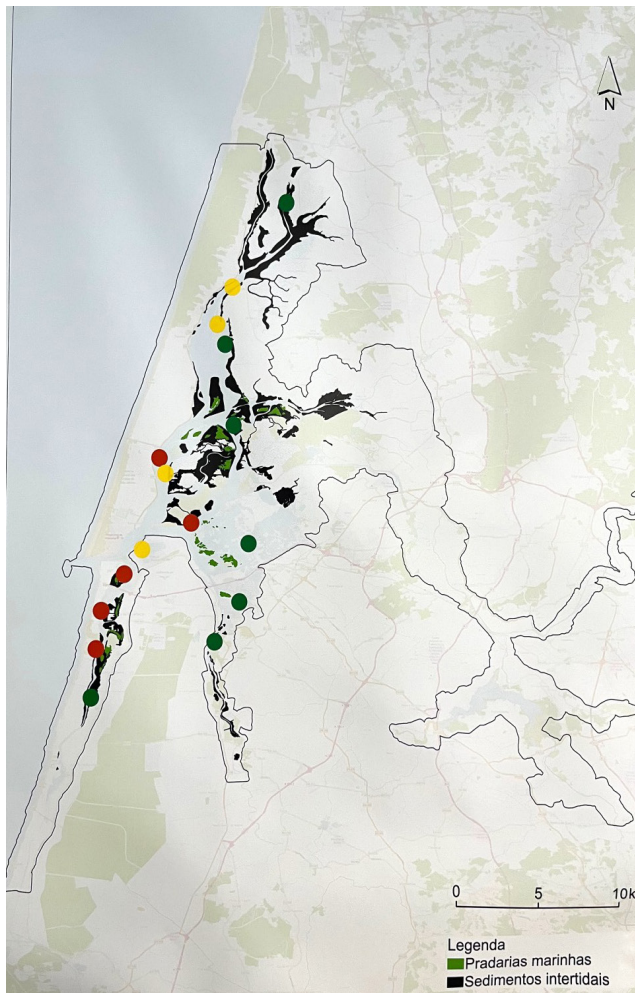 N
0 5 10k
Legenda
Pradarias marinhas
Sedimentos intertidais